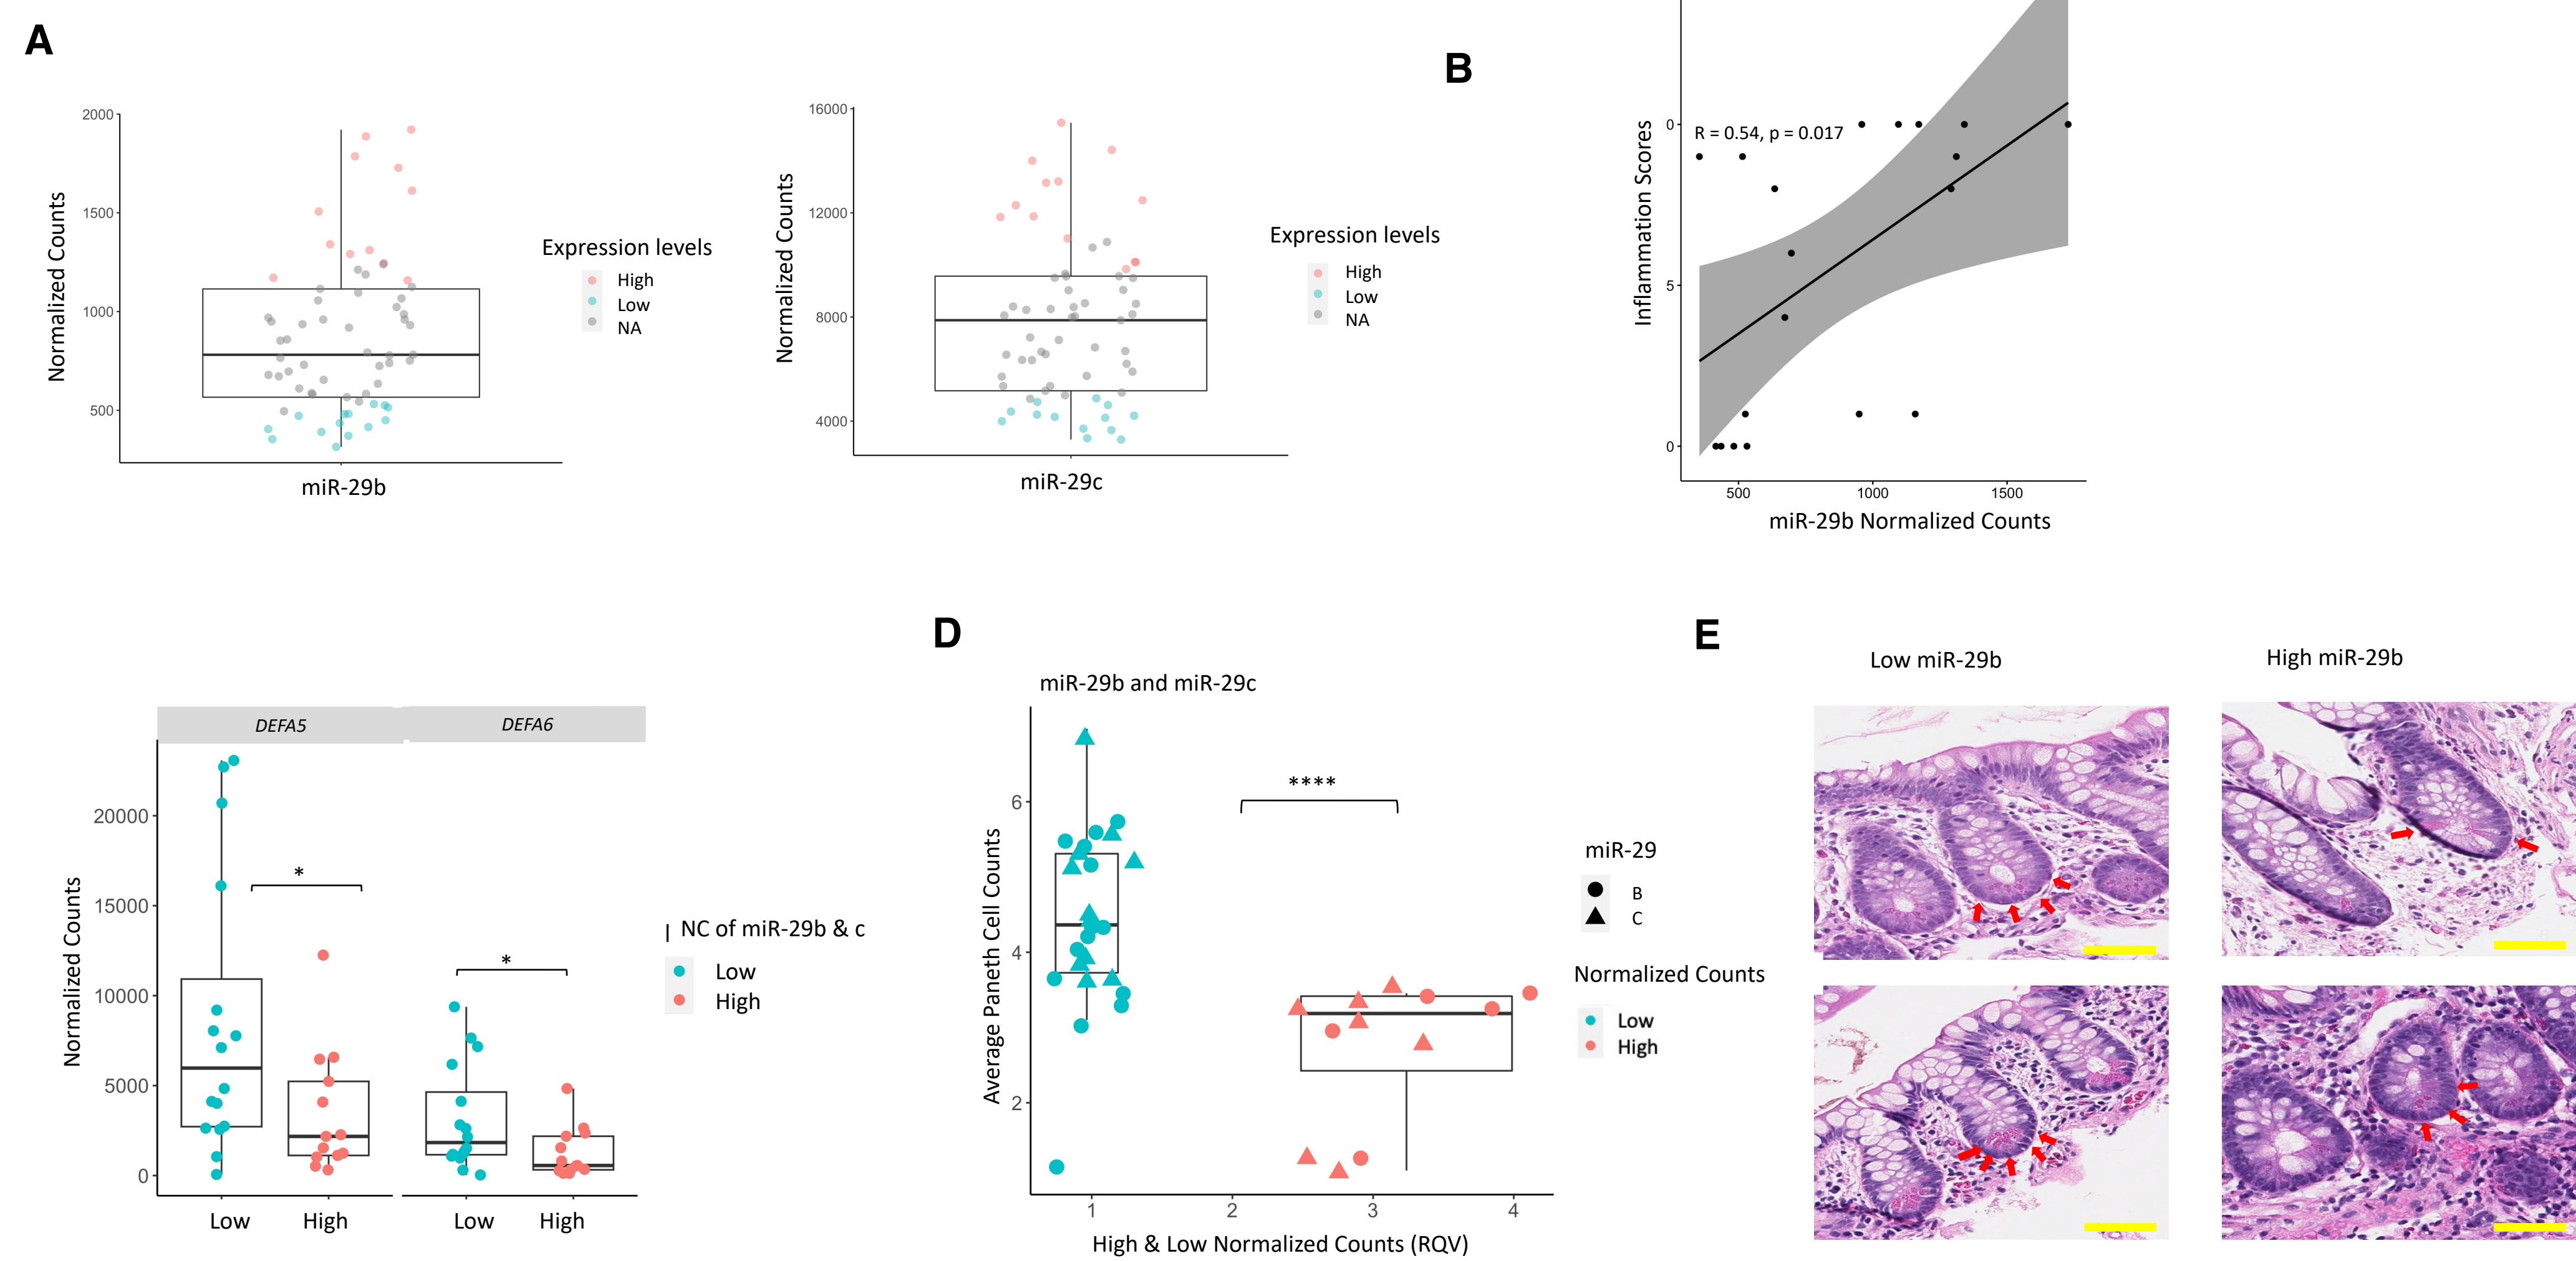 A
2000
1500
1000
500
Normalized Counts
miR-29b
Expression levels
High
Low
NA
16000
12000
8000
4000
Normalized Counts
miR-29c
Expression levels
High
Low
NA
B
0
5
0
Inflammation Scores
R = 0.54, p = 0.017
500 1000 1500
miR-29b Normalized Counts
DEFA5 DEFA6
20000
15000
10000
5000
0
Normalized Counts
*
*
Low High Low High
NC of miR-29b & c
Low
High
D
miR-29b and miR-29c
6
4
2
Average Paneth Cell Counts
****
1 2 3 4
High & Low Normalized Counts (RQV)
miR-29
B
C
Normalized Counts
Low
High
E
Low miR-29b High miR-29b